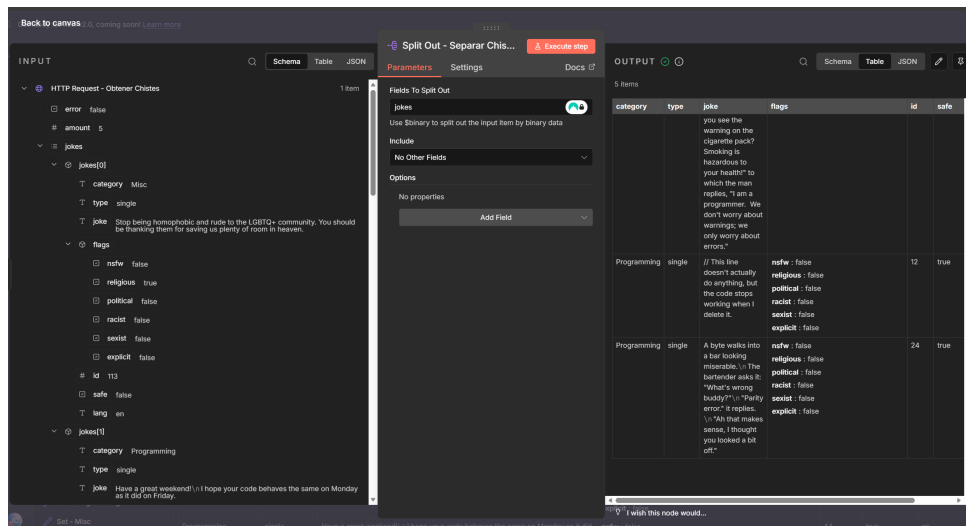 Back to canvas 2.0, coming soon! Learn more
INPUT
Schema Table JSON
HTTP Request - Obtener Chistes 1 item
error false
# amount 5
jokes
jokes[0]
T category Misc
T type single
T joke Stop being homophobic and rude to the LGBTQ+ community. You should
be thanking them for saving us plenty of room in heaven.
flags
nsfw false
religious true
political false
racist false
sexist false
explicit false
# id 113
safe false
T lang en
jokes[1]
T category Programming
T type single
T joke Have a great weekend!\n I hope your code behaves the same on Monday
as it did on Friday.
Set - Misc
Split Out - Separar Chis...
Execute step
Parameters Settings Docs
Fields To Split Out
jokes
Use $binary to split out the input item by binary data
Include
No Other Fields
Options
No properties
Add Field
OUTPUT
Schema Table JSON
5 items
category type joke flags id safe
you see the
warning on the
cigarette pack?
Smoking is
hazardous to
your health!" to
which the man
replies, "I am a
programmer. We
don't worry about
warnings; we
only worry about
errors."
Programming single // This line nsfw : false 12 true
doesn't actually religious : false
do anything, but political : false
the code stops racist : false
working when I sexist : false
delete it. explicit : false
Programming single A byte walks into nsfw : false 24 true
a bar looking religious : false
miserable.\n The political : false
bartender asks it: racist : false
"What's wrong sexist : false
buddy?"\n "Parity explicit : false
error." it replies.
\n "Ah that makes
sense, I thought
you looked a bit
off."
I wish this node would...